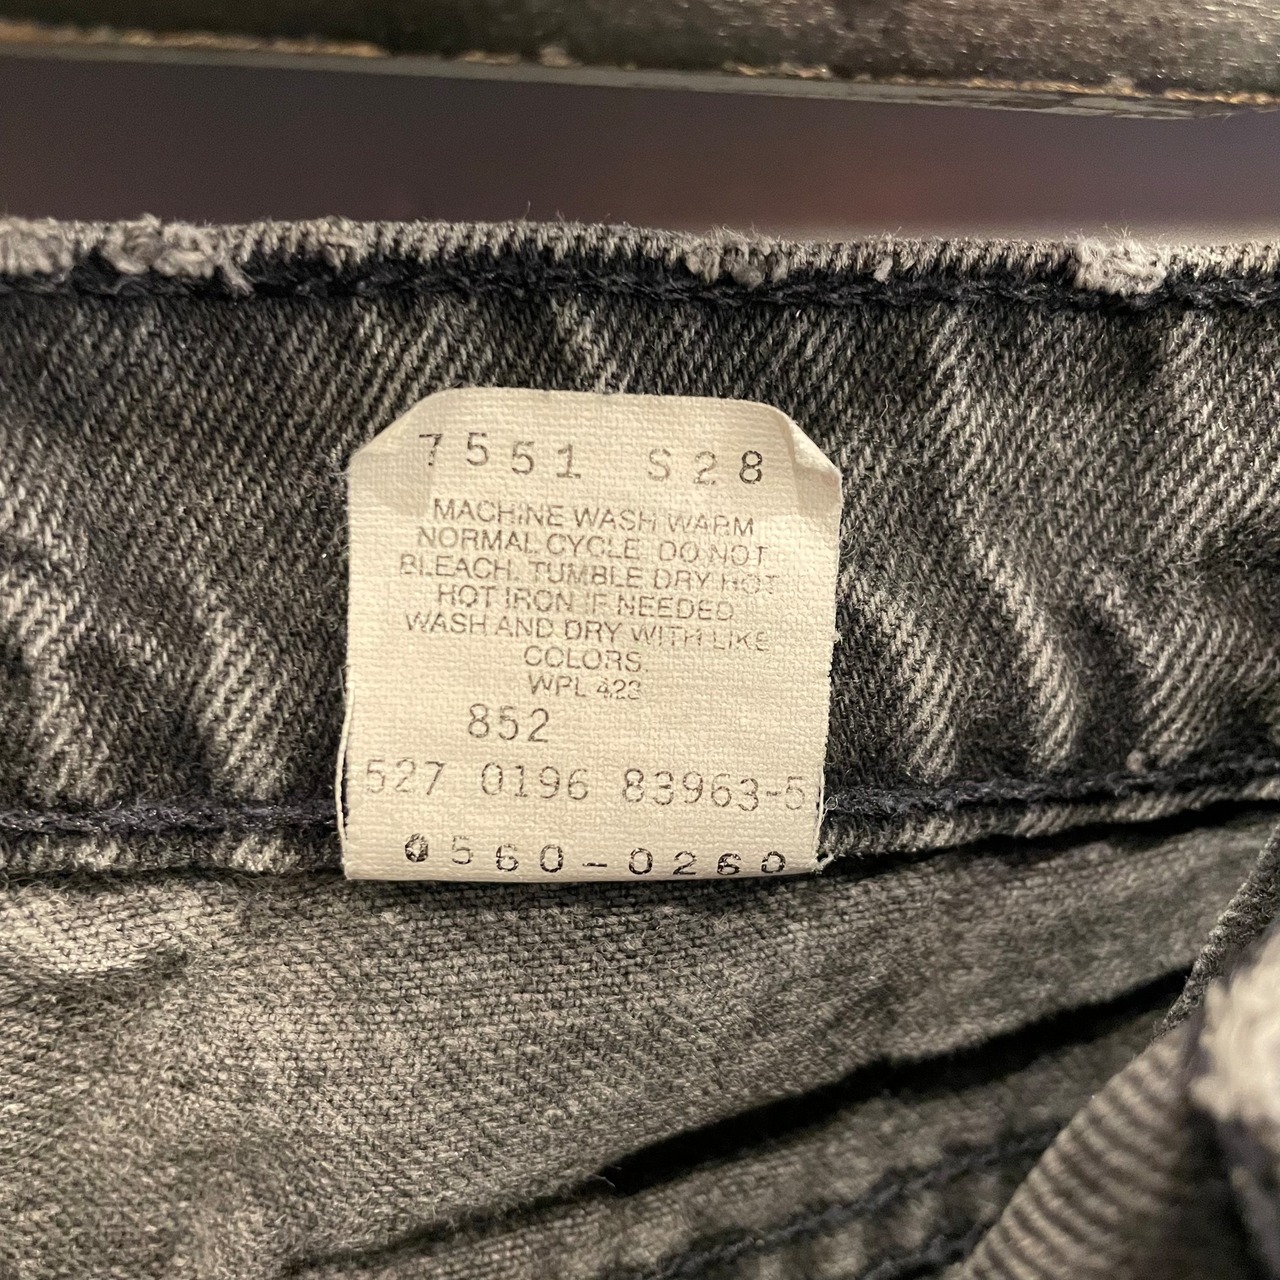 7551 S28
MACHINE WASH WARM
NORMAL CYCLE. DO NOT
BLEACH. TUMBLE DRY HOT
HOT IRON IF NEEDED
WASH AND DRY WITH LIKE
COLORS.
WPL 423
852
527 0196 83963-5
0560-0260